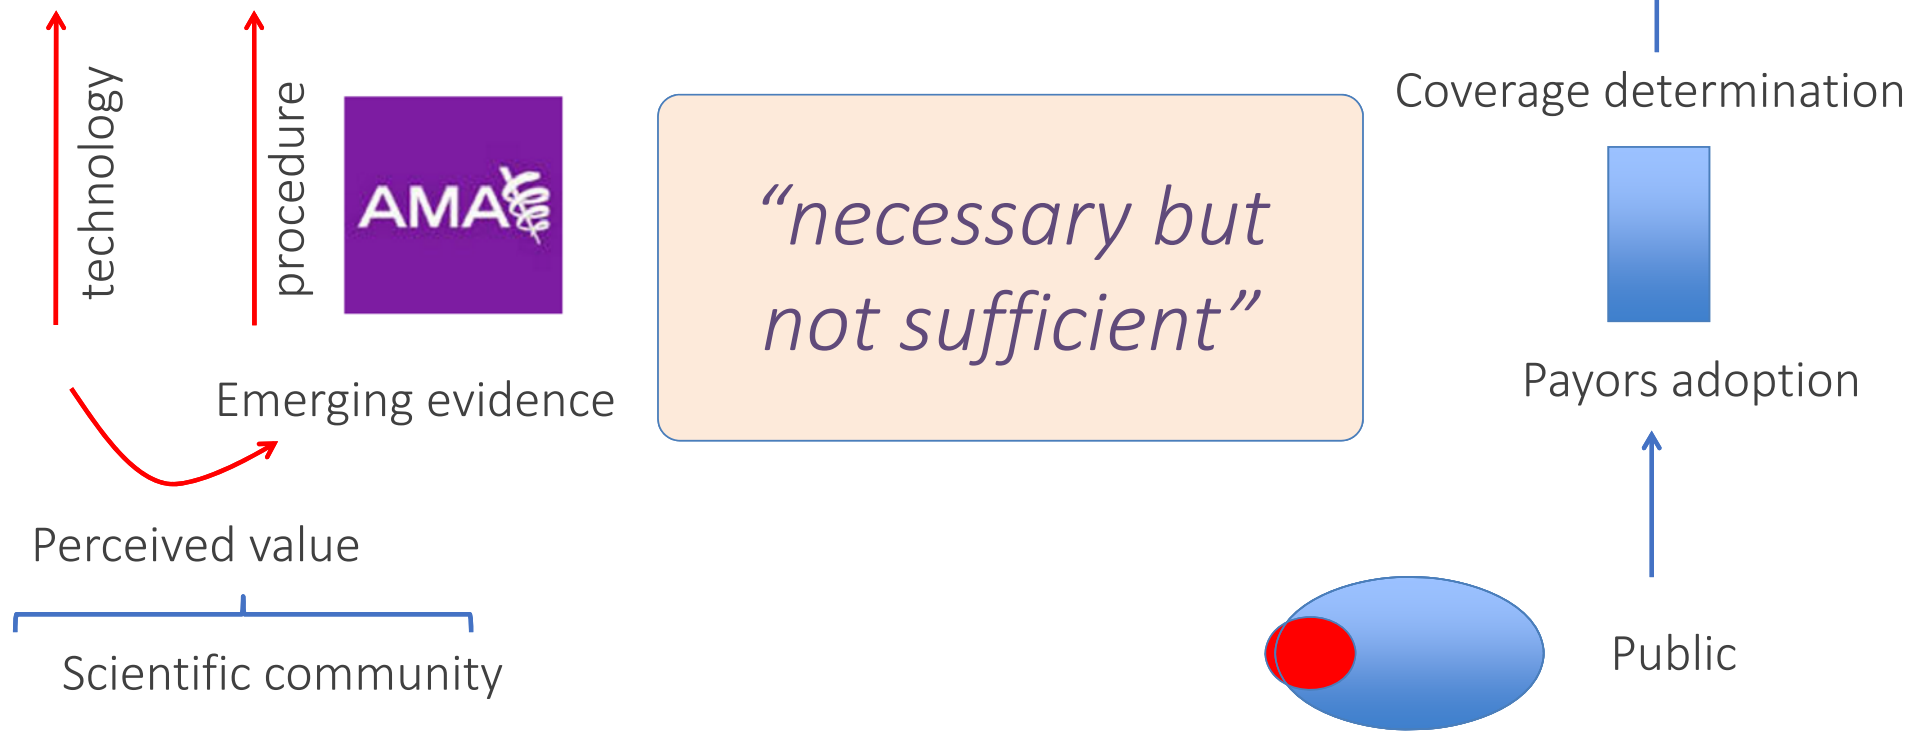 technology
procedure
AMA
Emerging evidence
Perceived value
Scientific community
“necessary but
not sufficient”
Coverage determination
Payors adoption
Public